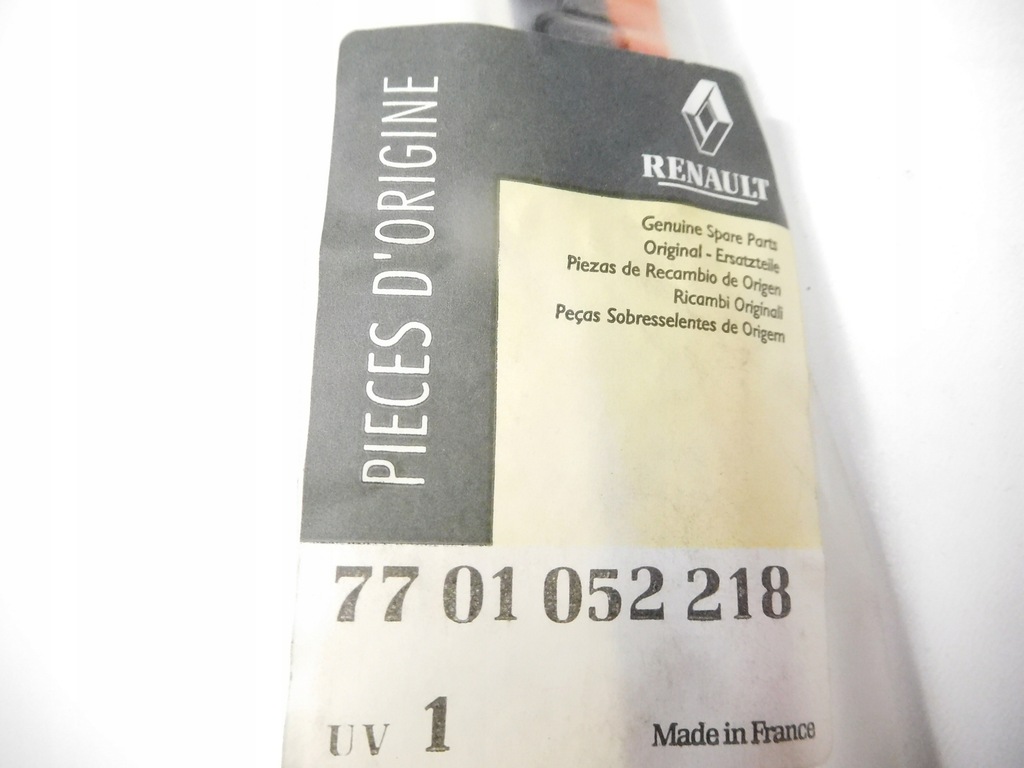 PIECES D'ORIGINE
RENAULT
Genuine Spare Parts
Original - Ersatzteile
Piezas de Recambio de Origen
Ricambi Originali
Peças Sobresselentes de Origem
77 01 052 218
UV 1
Made in France